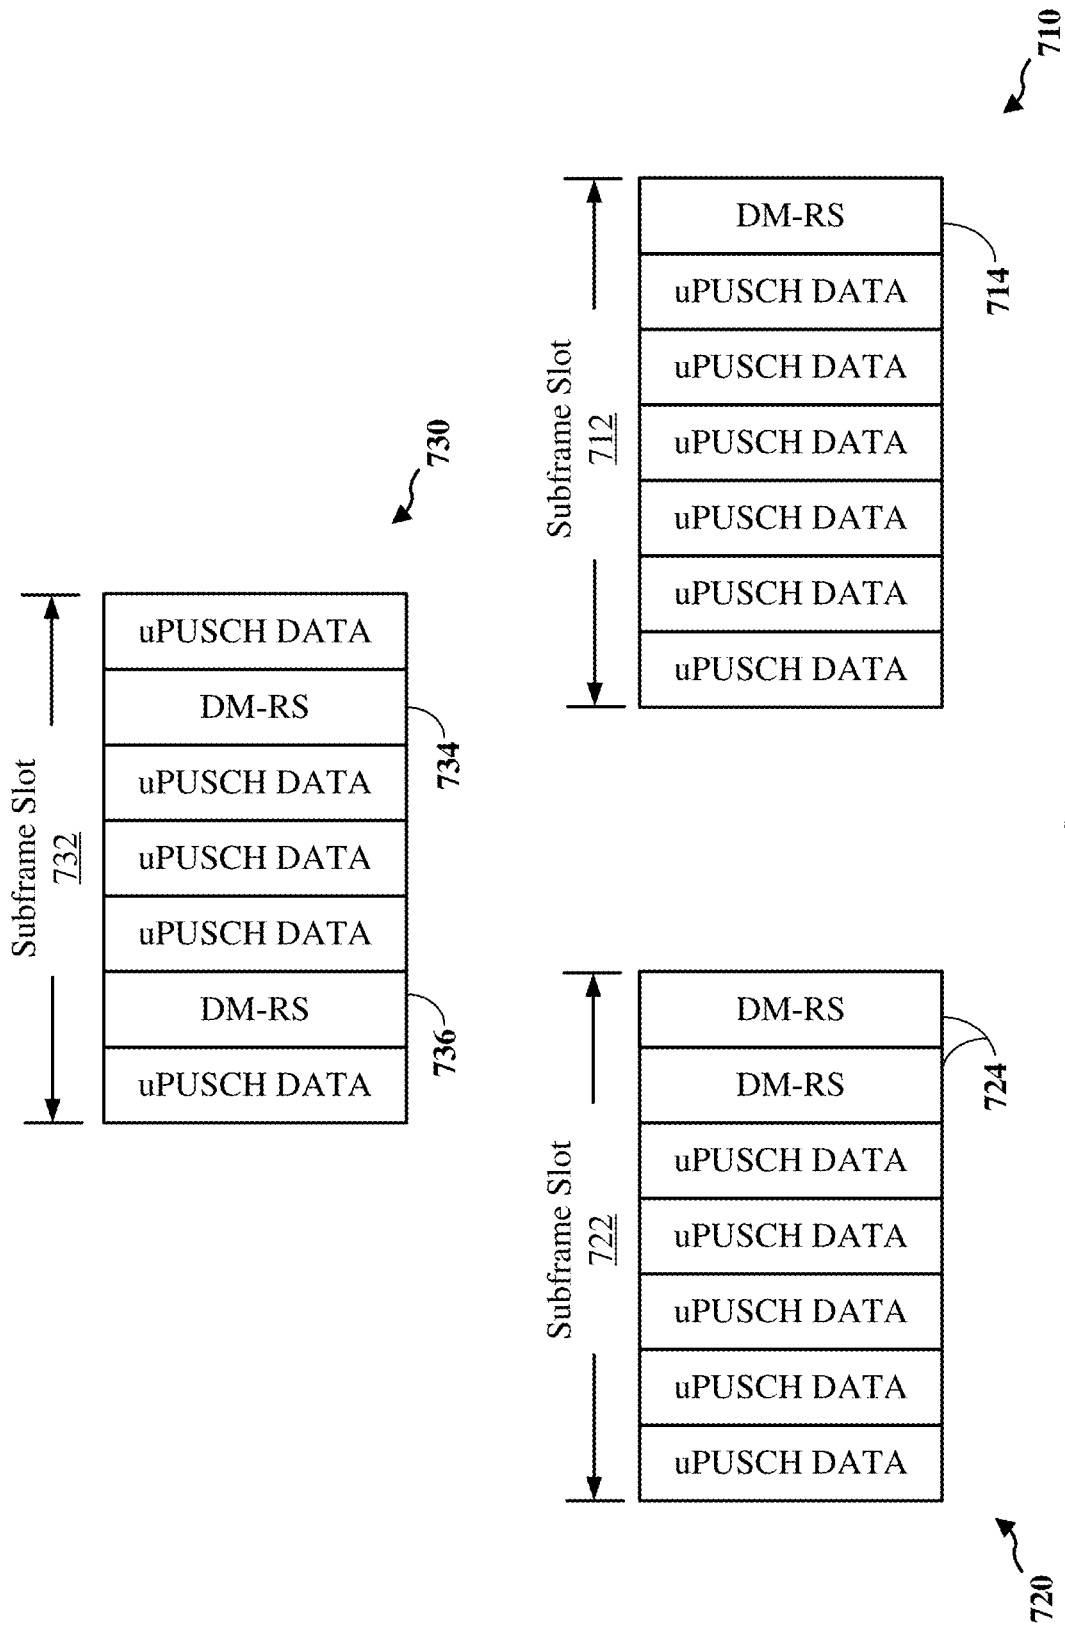 710
Subframe Slot
732
uPUSCH DATA
DM-RS
uPUSCH DATA
uPUSCH DATA
uPUSCH DATA
DM-RS
uPUSCH DATA
734
736
730
Subframe Slot
712
DM-RS
uPUSCH DATA
uPUSCH DATA
uPUSCH DATA
uPUSCH DATA
uPUSCH DATA
uPUSCH DATA
714
Subframe Slot
722
DM-RS
DM-RS
uPUSCH DATA
uPUSCH DATA
uPUSCH DATA
uPUSCH DATA
uPUSCH DATA
724
720